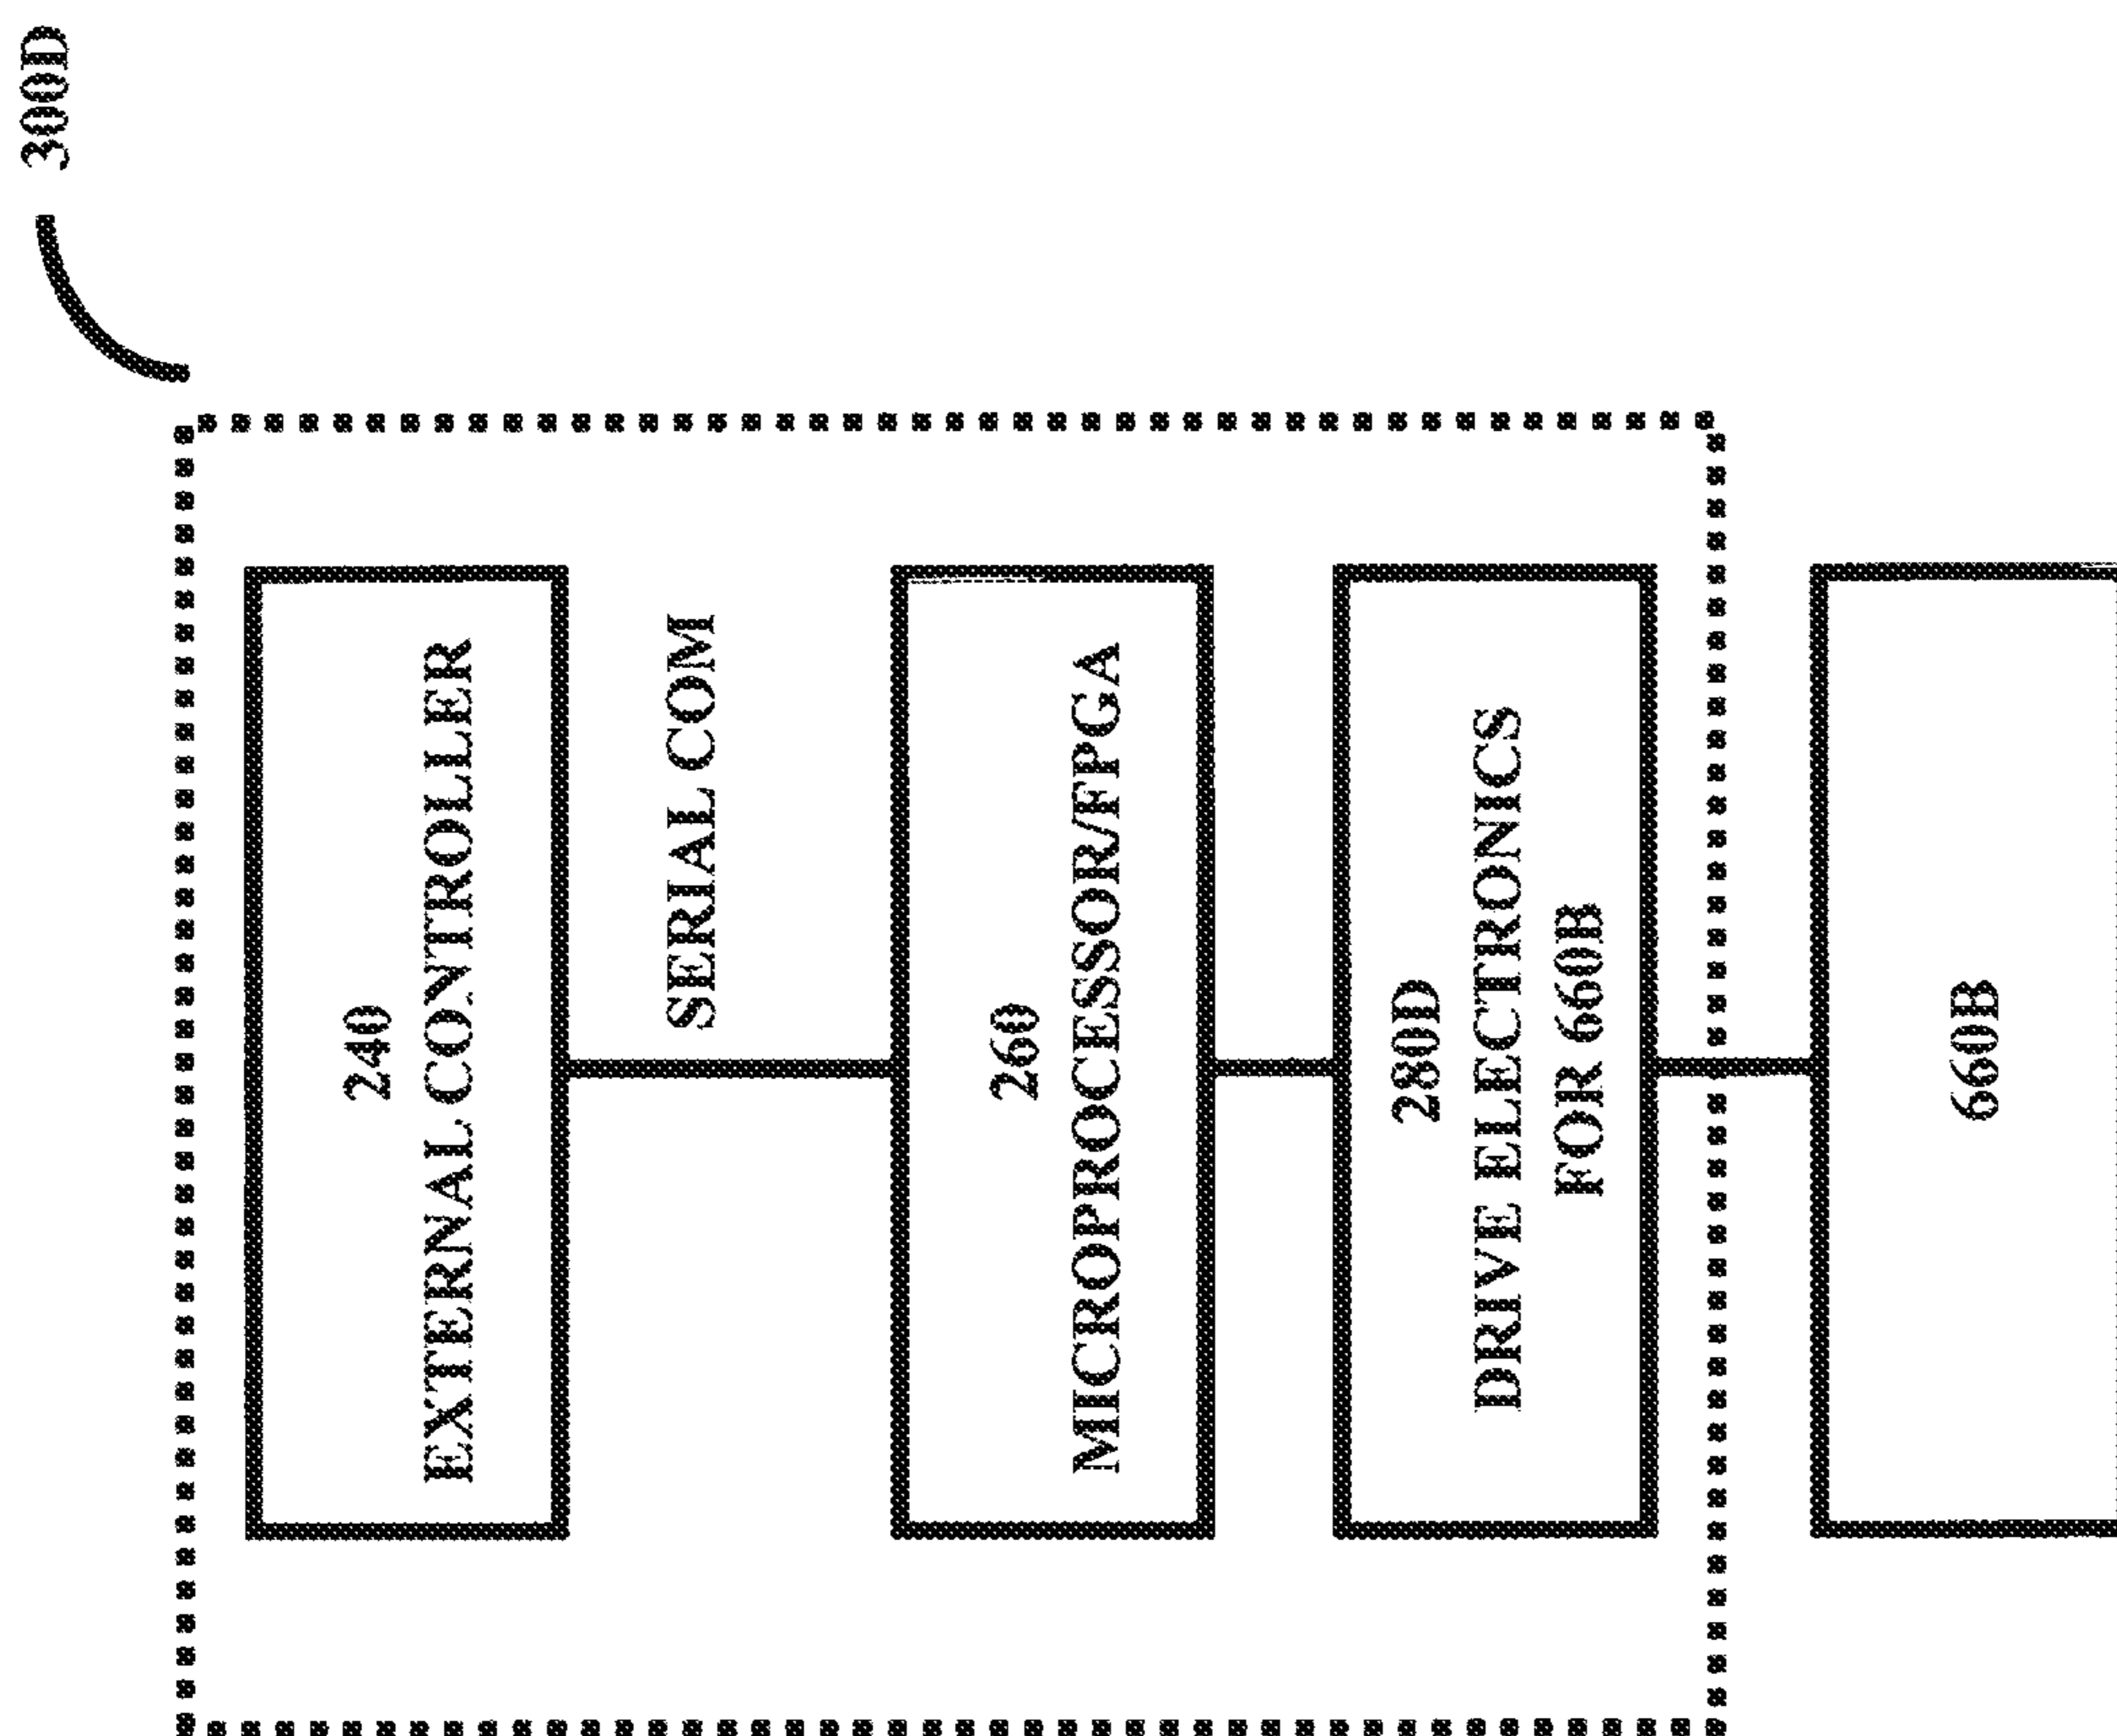 300D
240
EXTERNAL CONTROLLER
SERIAL COM
260
MICROPROCESSOR/FPGA
280D
DRIVE ELECTRONICS
FOR 660B
660B